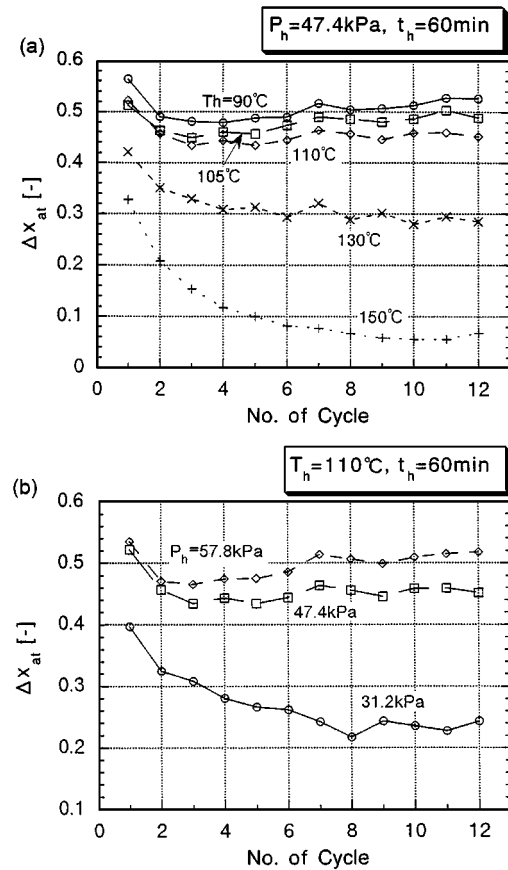 P_h=47.4kPa, t_h=60min
(a)
0.6
0.5
0.4
0.3
0.2
0.1
0
Δx_at [-]
Th=90℃
105℃
110℃
130℃
150℃
0 2 4 6 8 10 12
No. of Cycle
T_h=110℃, t_h=60min
(b)
0.6
0.5
0.4
0.3
0.2
0.1
Δx_at [-]
P_h=57.8kPa
47.4kPa
31.2kPa
0 2 4 6 8 10 12
No. of Cycle